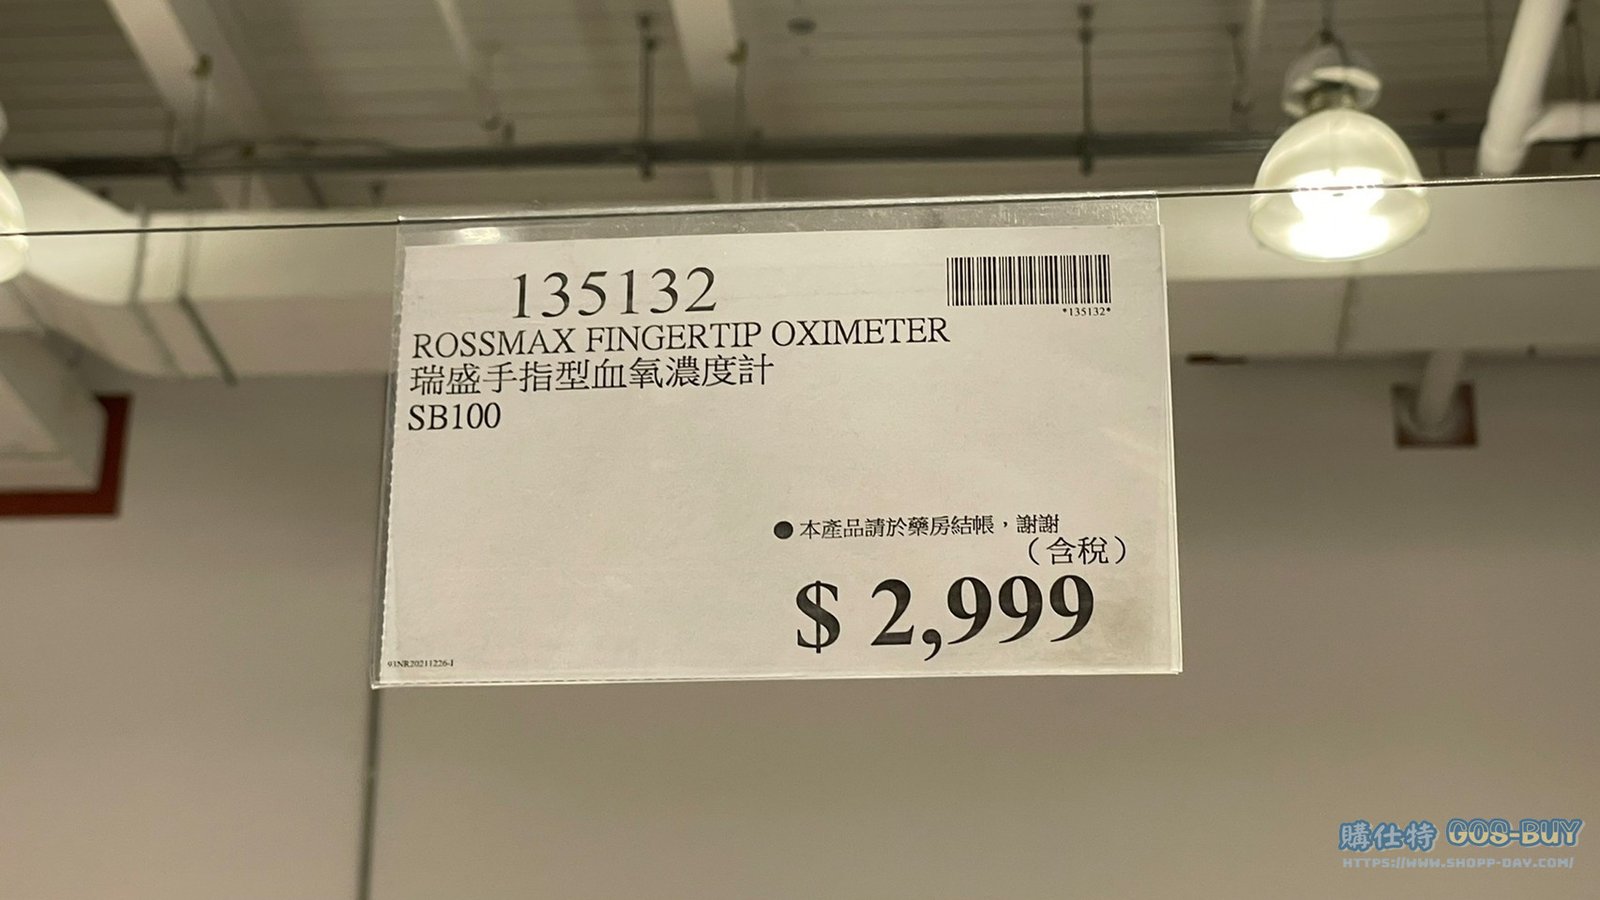 135132
*135132*
ROSSMAX FINGERTIP OXIMETER
瑞盛手指型血氧濃度計
SB100
●本產品請於藥房結帳，謝謝
（含稅）
$ 2,999
93NR20211226-J
購仕特 GOS-BUY
HTTPS://WWW.SHOPP-DAY.COM/